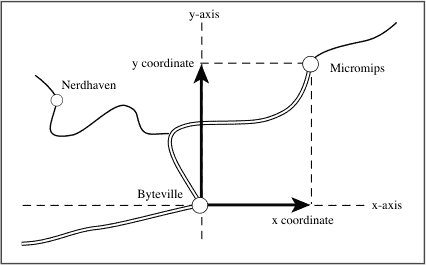 y-axis
y coordinate
Micromips
Nerdhaven
Byteville
x-axis
x coordinate